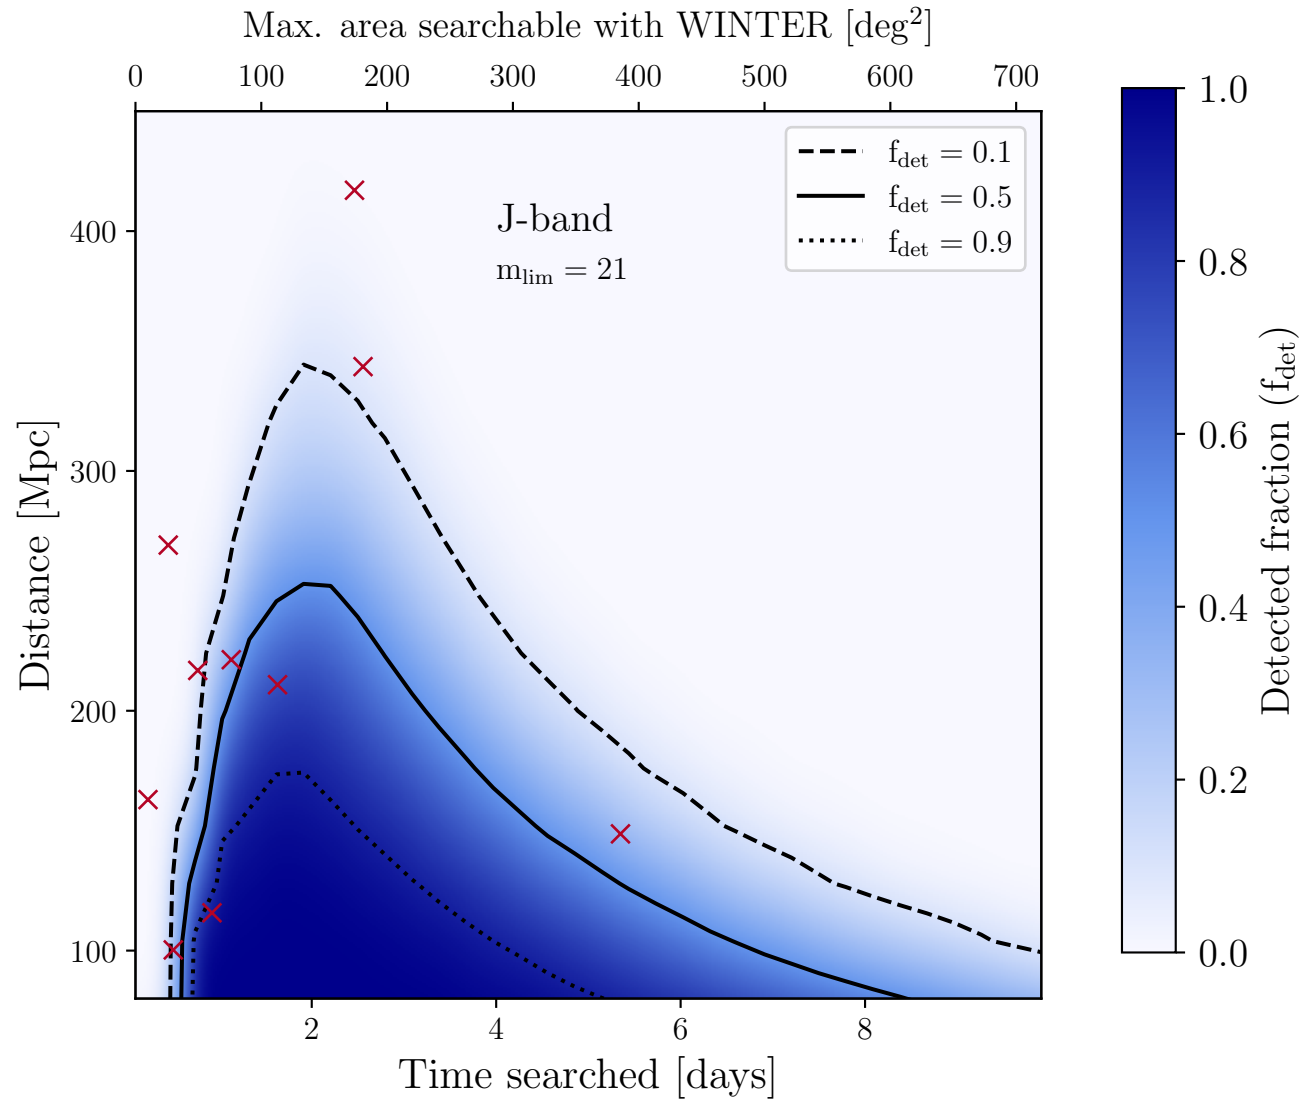 Max. area searchable with WINTER [deg²]
0 100 200 300 400 500 600 700
f_det = 0.1
f_det = 0.5
f_det = 0.9
J-band
m_lim = 21
400
300
200
100
Distance [Mpc]
2 4 6 8
Time searched [days]
1.0
0.8
0.6
0.4
0.2
0.0
Detected fraction (f_det)